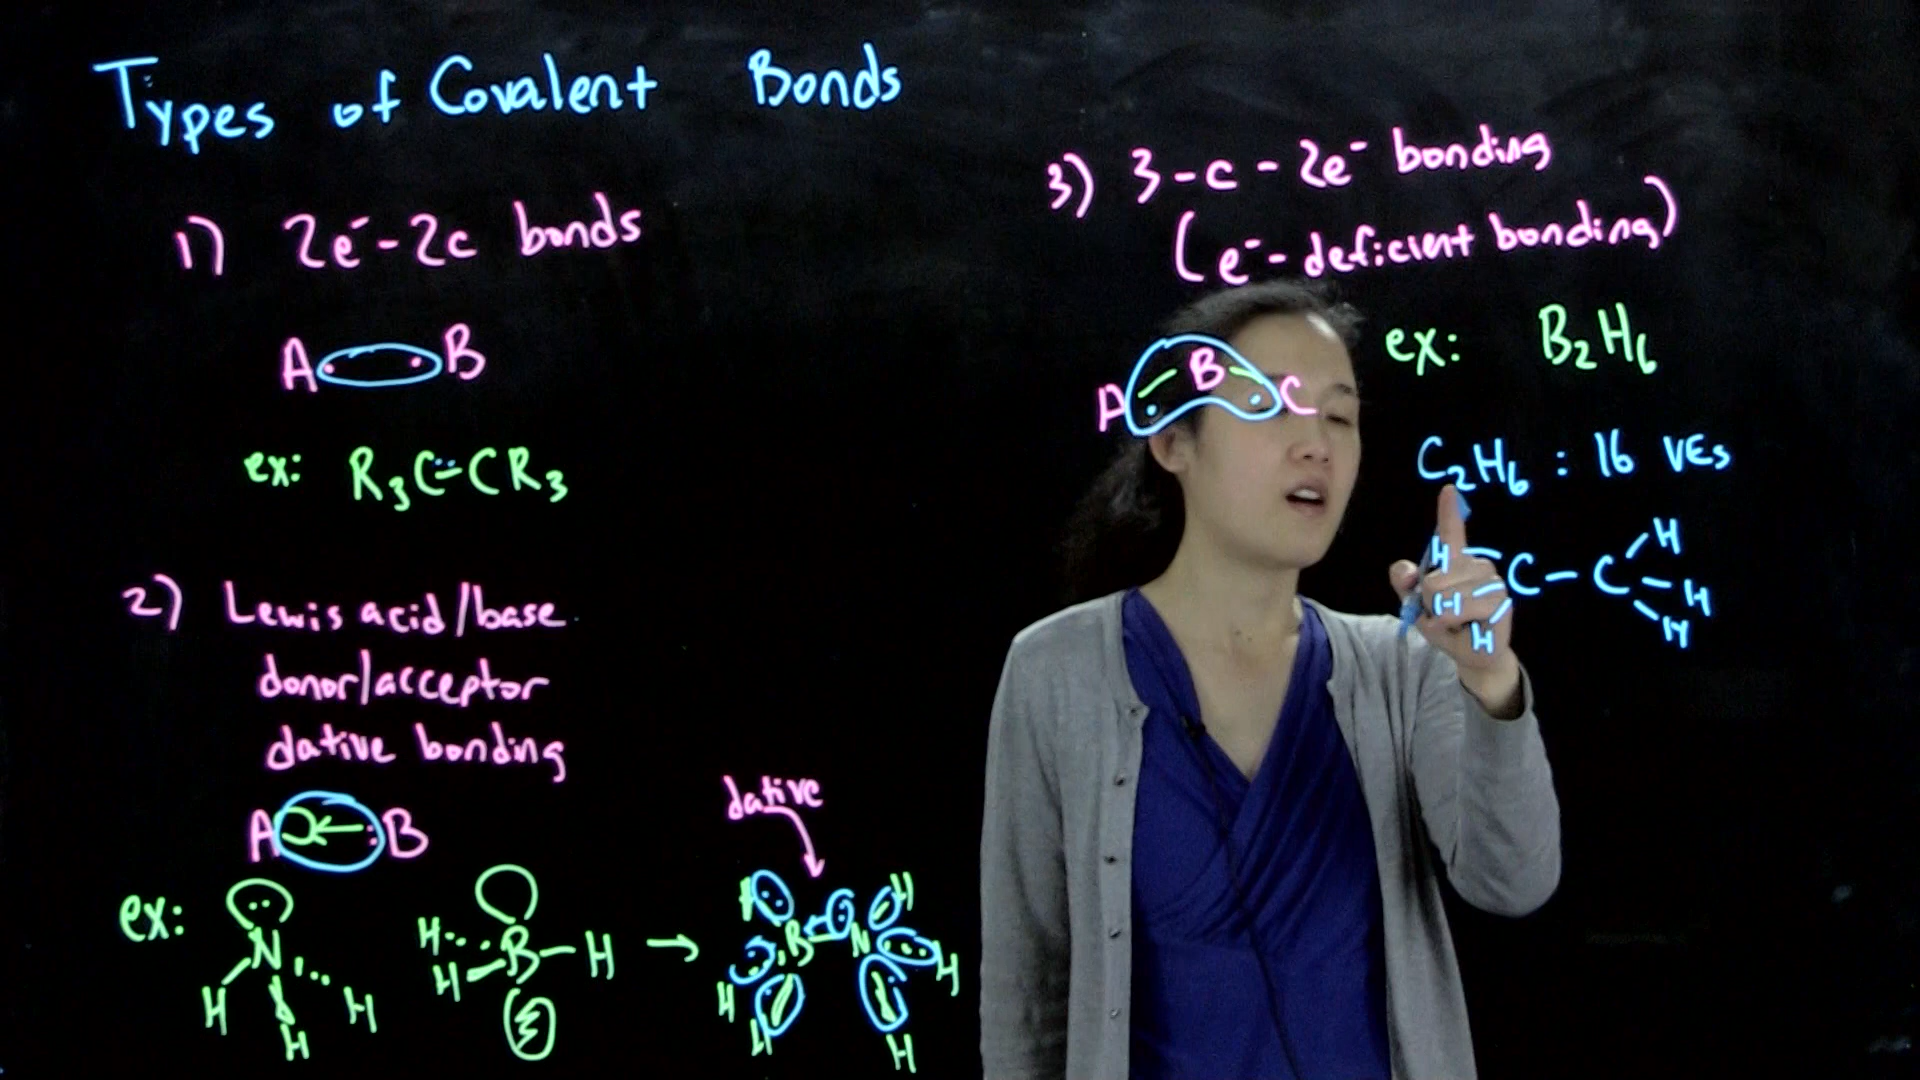 Types of Covalent Bonds
1) 2e⁻-2c bonds
A B
ex: R₃C-CR₃
2) Lewis acid/base
donor/acceptor
dative bonding
A B
dative
ex: N H H H
H H B H → H H H B N H H H
3) 3-c-2e⁻ bonding
(e⁻-deficient bonding)
A B C
ex: B₂H₆
C₂H₆ : 16 VEs
H H H C-C H H H